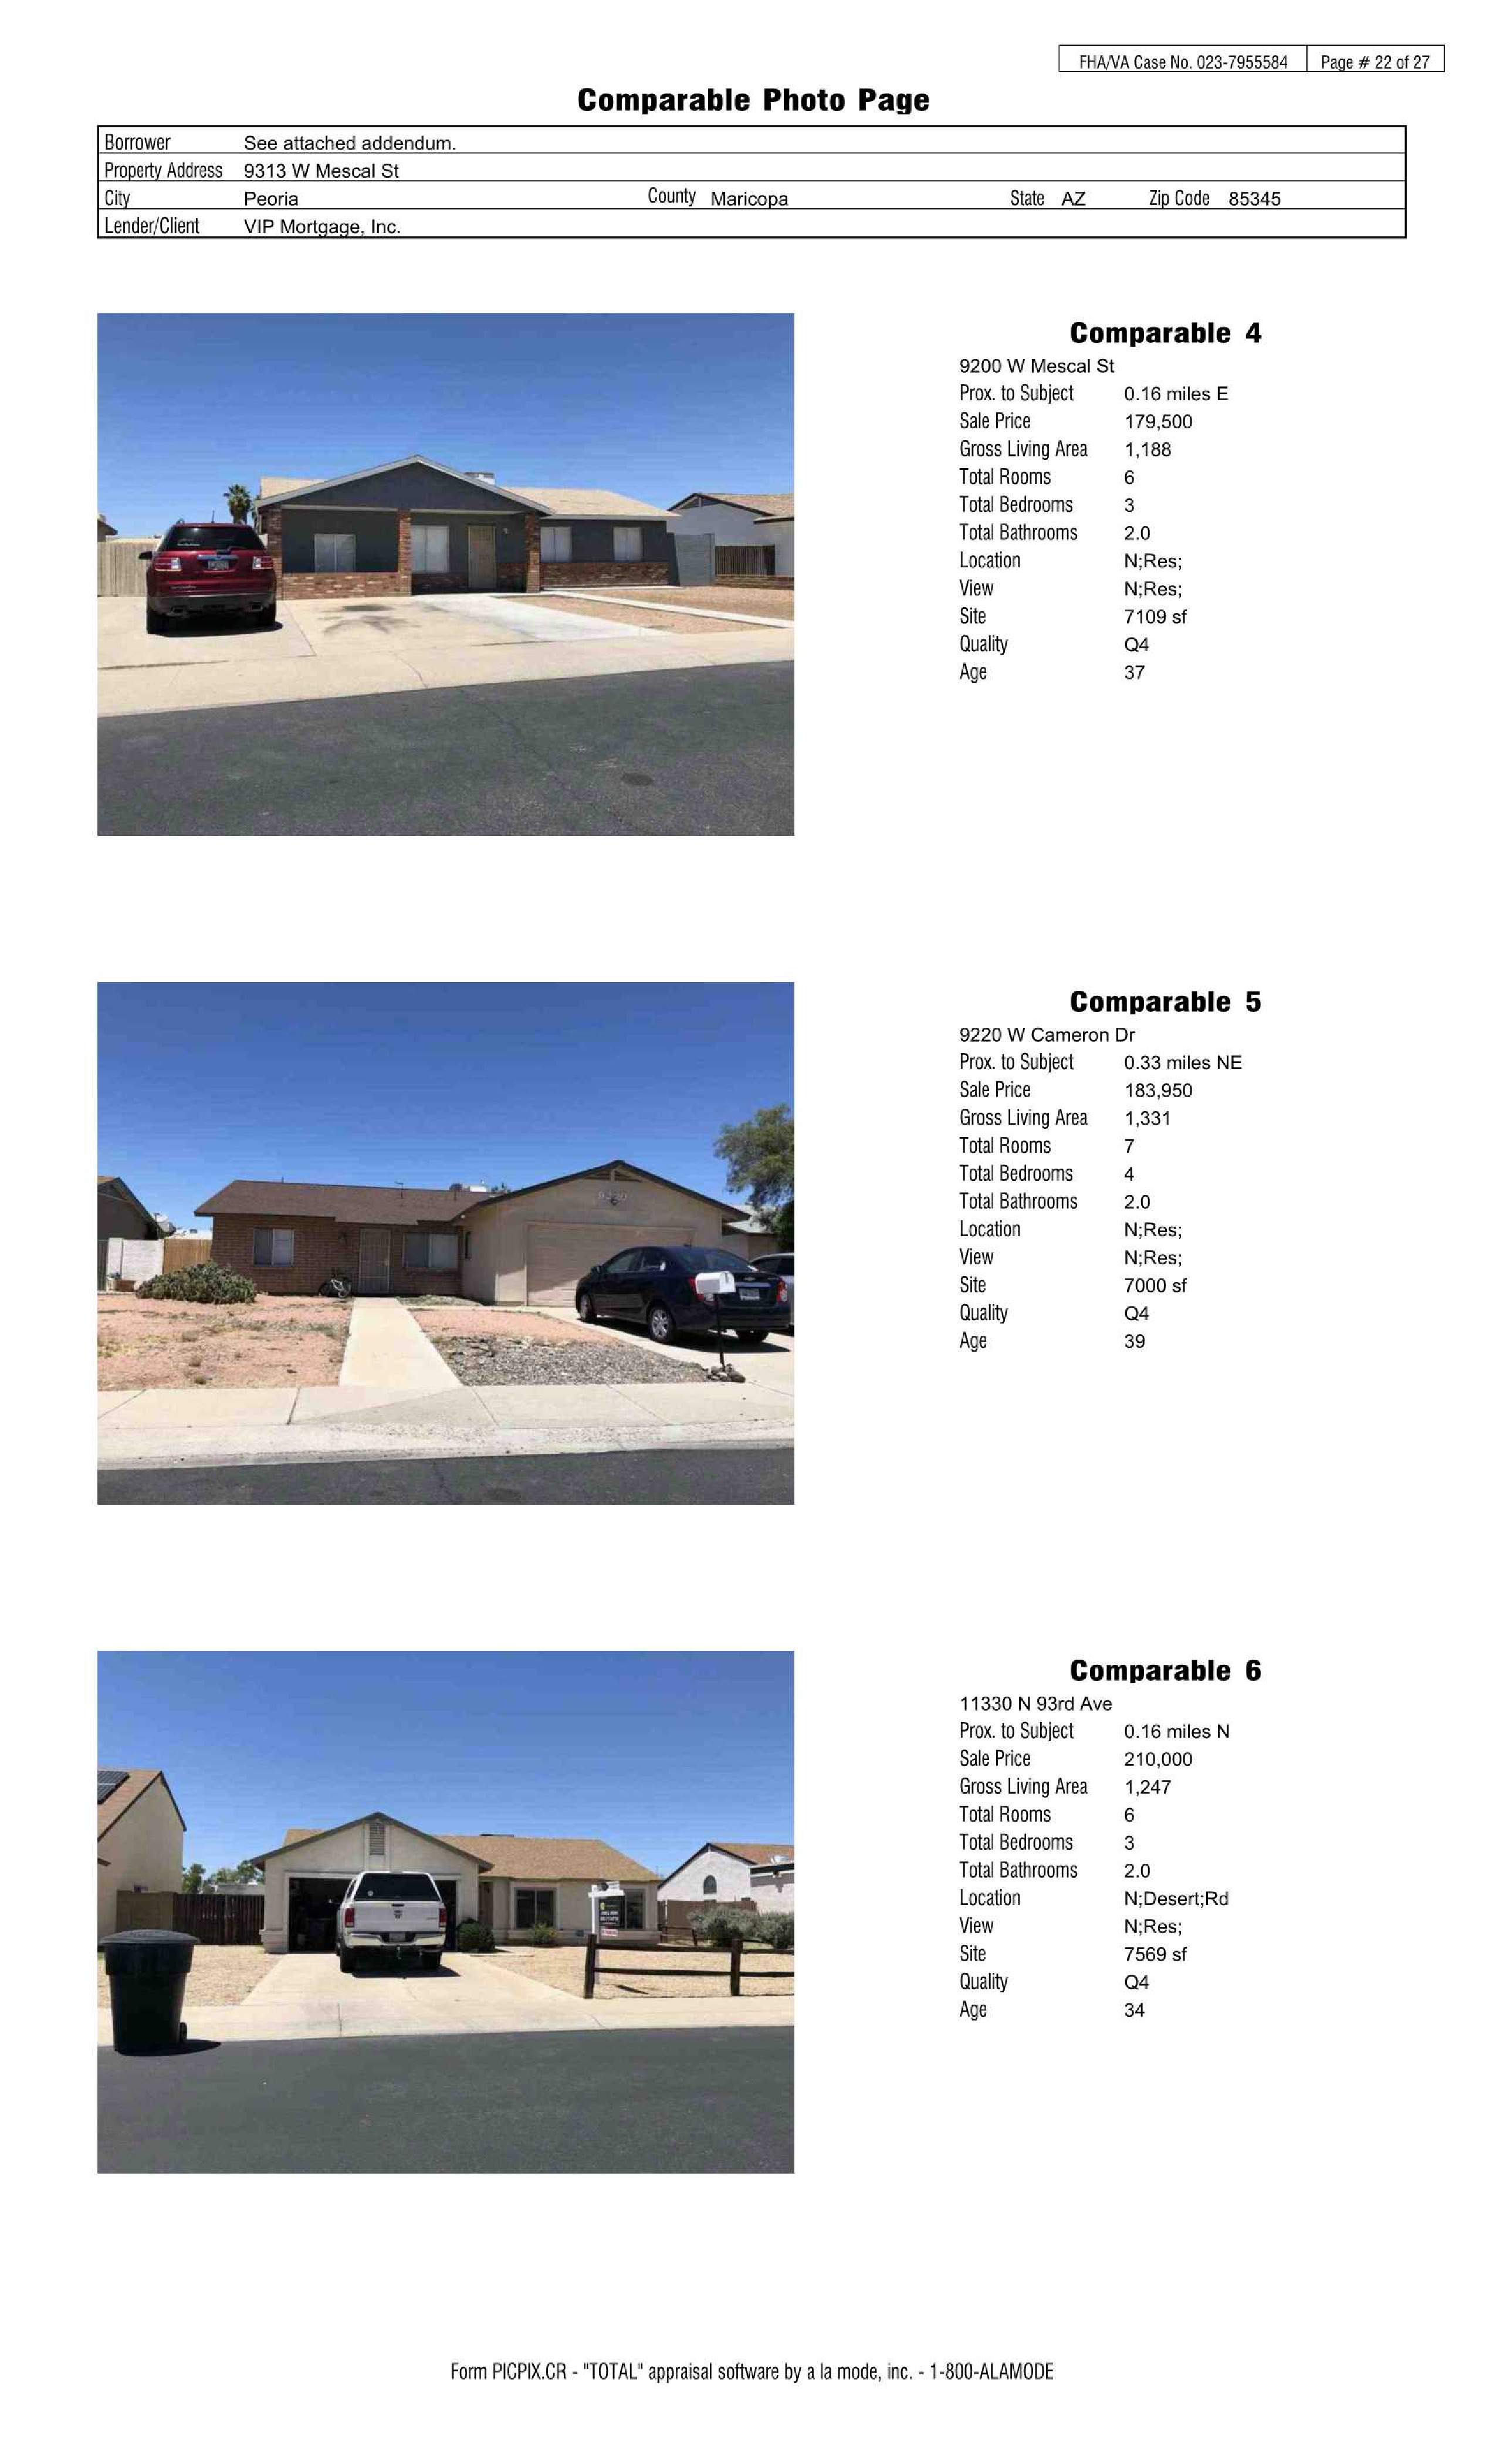 FHA/VA Case No. 023-7955584 Page # 22 of 27
Comparable Photo Page
Borrower See attached addendum.
Property Address 9313 W Mescal St
City Peoria County Maricopa State AZ Zip Code 85345
Lender/Client VIP Mortgage, Inc.
Comparable 4
9200 W Mescal St
Prox. to Subject 0.16 miles E
Sale Price 179,500
Gross Living Area 1,188
Total Rooms 6
Total Bedrooms 3
Total Bathrooms 2.0
Location N;Res;
View N;Res;
Site 7109 sf
Quality Q4
Age 37
Comparable 5
9220 W Cameron Dr
Prox. to Subject 0.33 miles NE
Sale Price 183,950
Gross Living Area 1,331
Total Rooms 7
Total Bedrooms 4
Total Bathrooms 2.0
Location N;Res;
View N;Res;
Site 7000 sf
Quality Q4
Age 39
9220
Comparable 6
11330 N 93rd Ave
Prox. to Subject 0.16 miles N
Sale Price 210,000
Gross Living Area 1,247
Total Rooms 6
Total Bedrooms 3
Total Bathrooms 2.0
Location N;Desert;Rd
View N;Res;
Site 7569 sf
Quality Q4
Age 34
Form PICPIX.CR - "TOTAL" appraisal software by a la mode, inc. - 1-800-ALAMODE